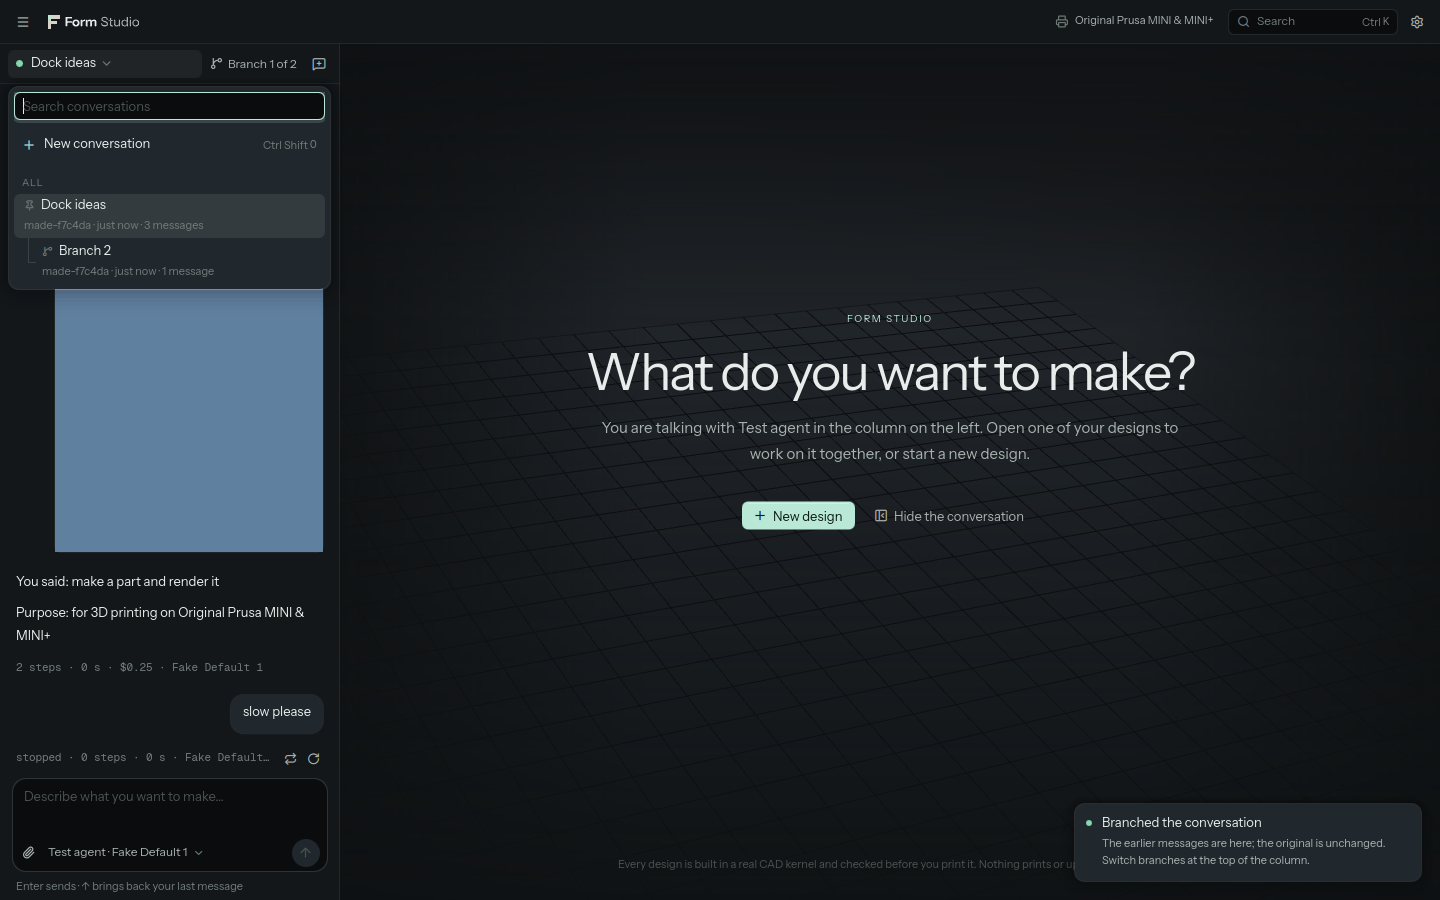 Form Studio
Original Prusa MINI & MINI+
Search
Ctrl K
Dock ideas
Branch 1 of 2
Search conversations
New conversation
Ctrl Shift O
ALL
Dock ideas
made-f7c4da · just now · 3 messages
Branch 2
made-f7c4da · just now · 1 message
You said: make a part and render it
Purpose: for 3D printing on Original Prusa MINI &
MINI+
2 steps · 0 s · $0.25 · Fake Default 1
slow please
stopped · 0 steps · 0 s · Fake Default…
Describe what you want to make...
Test agent · Fake Default 1
Enter sends · ↑ brings back your last message
FORM STUDIO
What do you want to make?
You are talking with Test agent in the column on the left. Open one of your designs to
work on it together, or start a new design.
New design
Hide the conversation
Every design is built in a real CAD kernel and checked before you print it. Nothing prints or
Branched the conversation
The earlier messages are here; the original is unchanged.
Switch branches at the top of the column.